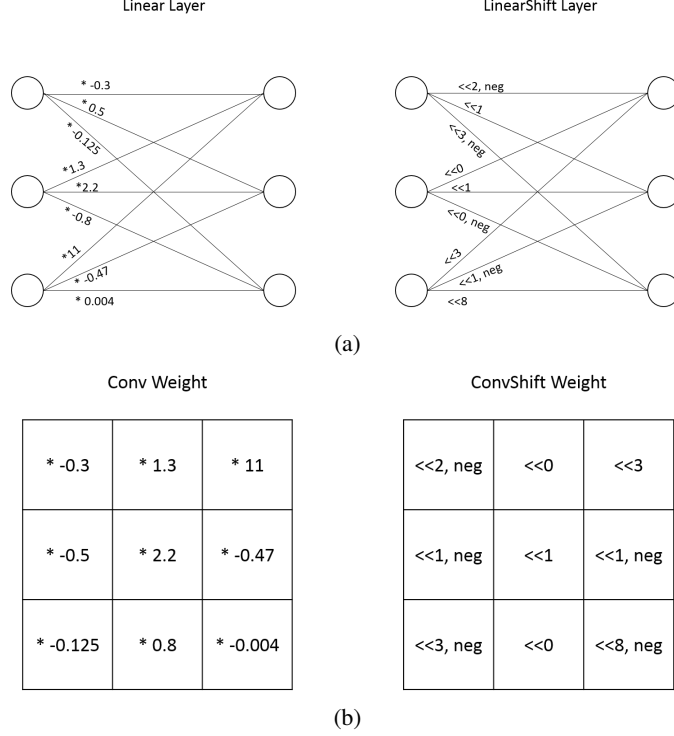 Linear Layer
LinearShift Layer
* -0.3
* 0.5
* -0.125
*1.3
*2.2
* -0.8
*11
* -0.47
* 0.004
<<2, neg
<<1
<<3, neg
<<0
<<1
<<0, neg
<<3
<<1, neg
<<8
(a)
Conv Weight
ConvShift Weight
* -0.3 * 1.3 * 11
* -0.5 * 2.2 * -0.47
* -0.125 * 0.8 * -0.004
<<2, neg <<0 <<3
<<1, neg <<1 <<1, neg
<<3, neg <<0 <<8, neg
(b)